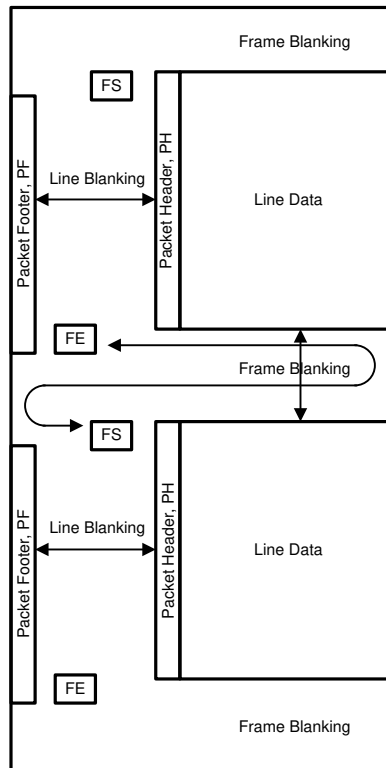 Frame Blanking
FS
Packet Footer, PF
Line Blanking
Packet Header, PH
Line Data
FE
Frame Blanking
FS
Packet Footer, PF
Line Blanking
Packet Header, PH
Line Data
FE
Frame Blanking